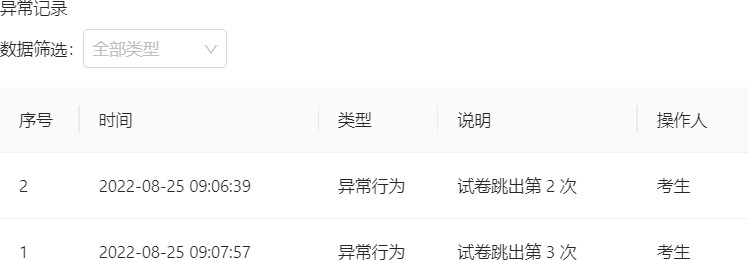 异常记录
数据筛选: 全部类型
序号 时间 类型 说明 操作人
2 2022-08-25 09:06:39 异常行为 试卷跳出第 2 次 考生
1 2022-08-25 09:07:57 异常行为 试卷跳出第 3 次 考生